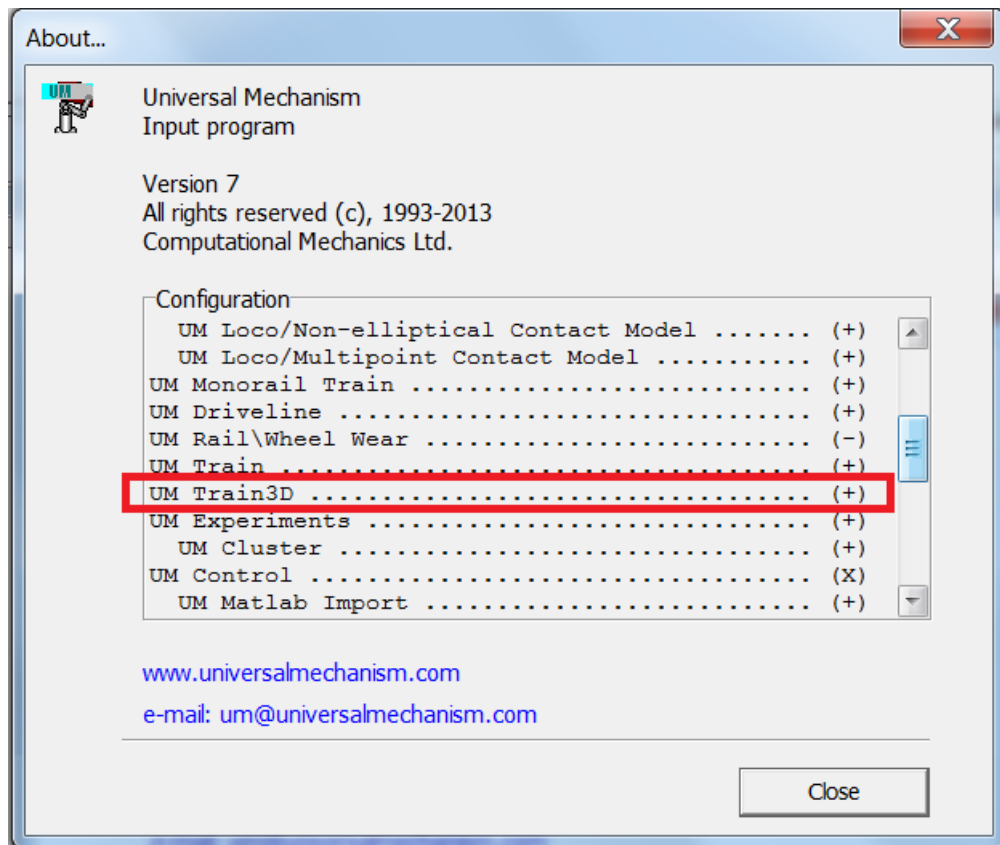 About...
UM
Universal Mechanism
Input program
Version 7
All rights reserved (c), 1993-2013
Computational Mechanics Ltd.
Configuration
UM Loco/Non-elliptical Contact Model ....... (+)
UM Loco/Multipoint Contact Model ........... (+)
UM Monorail Train ............................ (+)
UM Driveline ................................. (+)
UM Rail\Wheel Wear ........................... (-)
UM Train ..................................... (+)
UM Train3D ................................... (+)
UM Experiments ............................... (+)
UM Cluster ................................. (+)
UM Control ................................... (X)
UM Matlab Import ........................... (+)
www.universalmechanism.com
e-mail: um@universalmechanism.com
Close